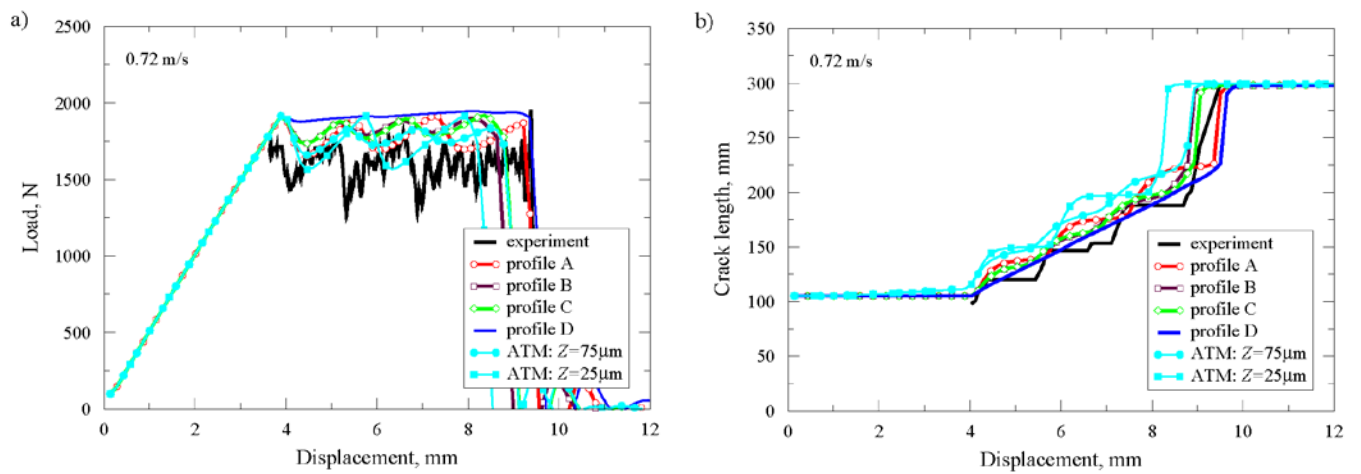 a)
2500
2000
1500
1000
500
0
0.72 m/s
Load, N
experiment
profile A
profile B
profile C
profile D
ATM: Z=75μm
ATM: Z=25μm
0 2 4 6 8 10 12
Displacement, mm
b)
350
300
250
200
150
100
50
0
0.72 m/s
Crack length, mm
experiment
profile A
profile B
profile C
profile D
ATM: Z=75μm
ATM: Z=25μm
0 2 4 6 8 10 12
Displacement, mm